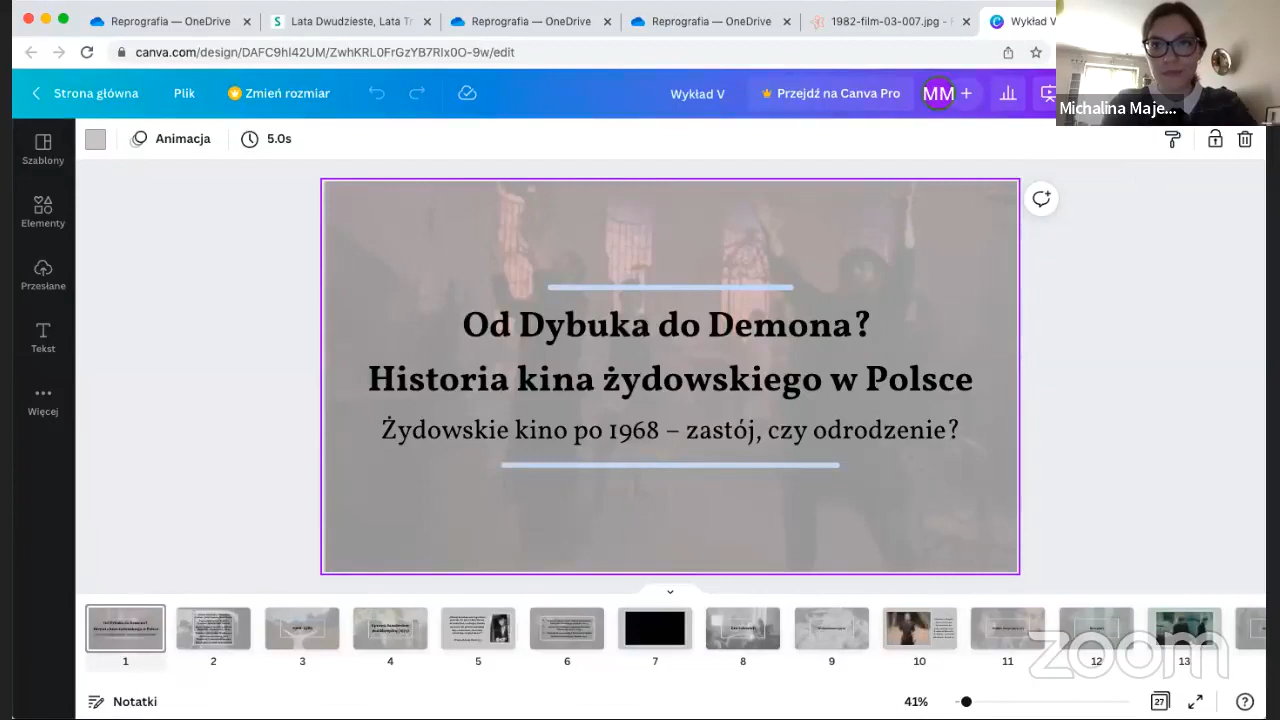 Reprografia — OneDrive
Lata Dwudzieste, Lata Tr
Reprografia — OneDrive
Reprografia — OneDrive
1982-film-03-007.jpg -
Wykład V
canva.com/design/DAFC9hl42UM/ZwhKRL0FrGzYB7RIx0O-9w/edit
Strona główna
Plik
Zmień rozmiar
Wykład V
Przejdź na Canva Pro
MM
Michalina Maje...
Szablony
Animacja
5.0s
Elementy
Przesłane
Tekst
Więcej
Od Dybuka do Demona?
Historia kina żydowskiego w Polsce
Żydowskie kino po 1968 – zastój, czy odrodzenie?
1
2
3
4
5
6
7
8
9
10
11
12
13
zoom
Notatki
41%
27